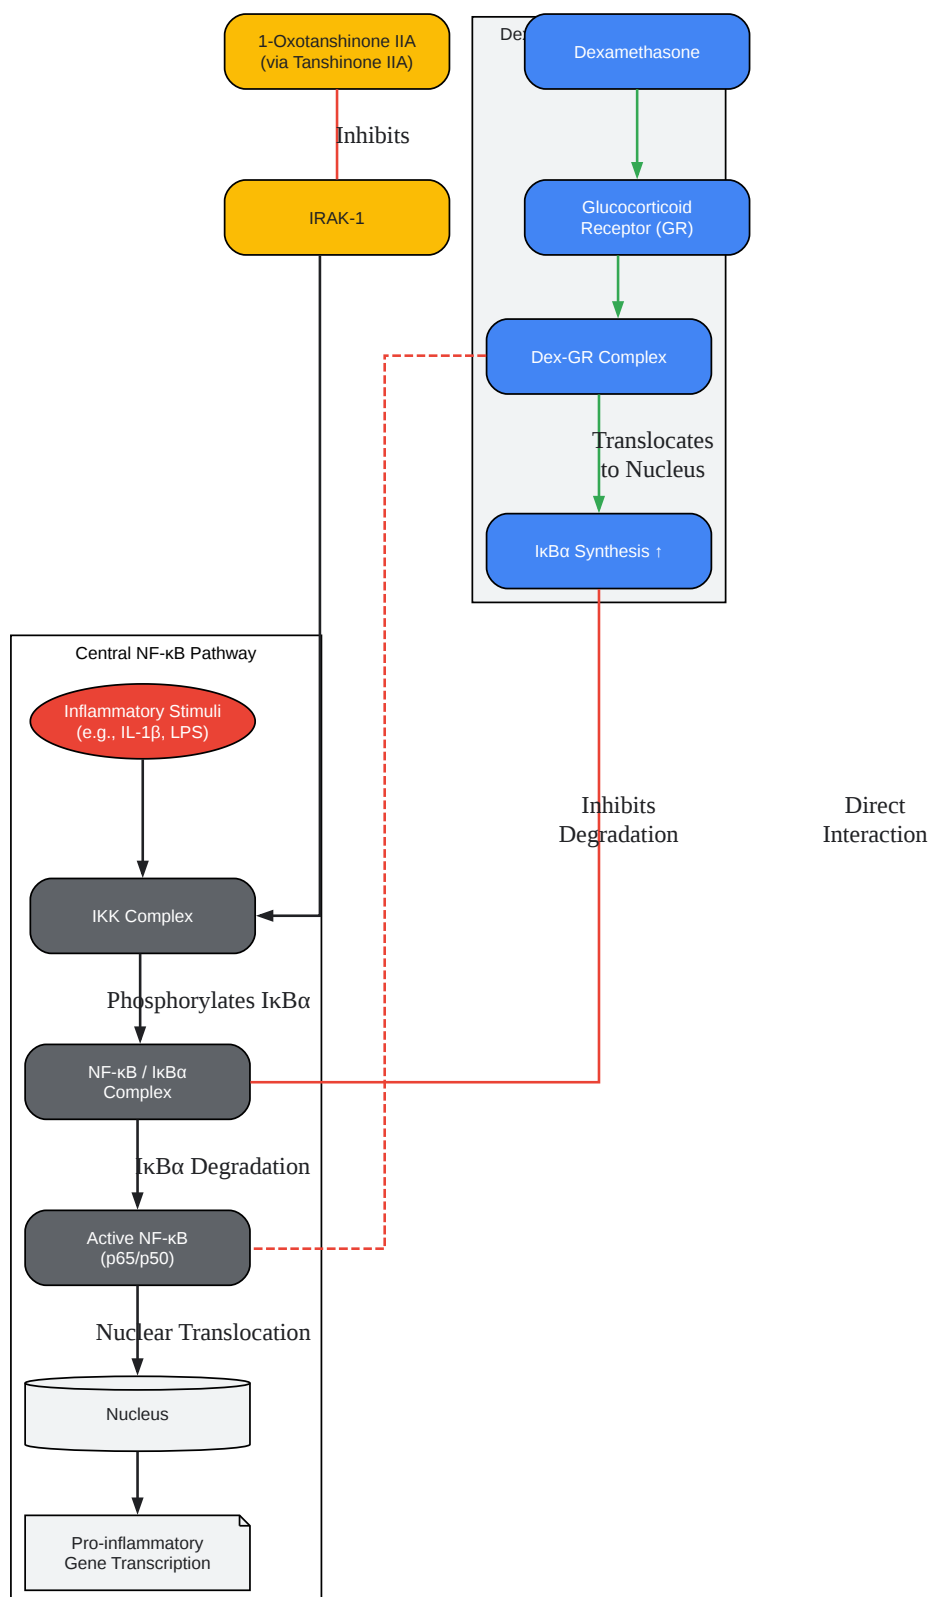 1-Oxotanshinone IIA
(via Tanshinone IIA)
Dexamethasone
Inhibits
IRAK-1
Glucocorticoid
Receptor (GR)
Dex-GR Complex
Translocates
to Nucleus
IκBα Synthesis ↑
Central NF-κB Pathway
Inflammatory Stimuli
(e.g., IL-1β, LPS)
Inhibits
Degradation
Direct
Interaction
IKK Complex
Phosphorylates IκBα
NF-κB / IκBα
Complex
IκBα Degradation
Active NF-κB
(p65/p50)
Nuclear Translocation
Nucleus
Pro-inflammatory
Gene Transcription